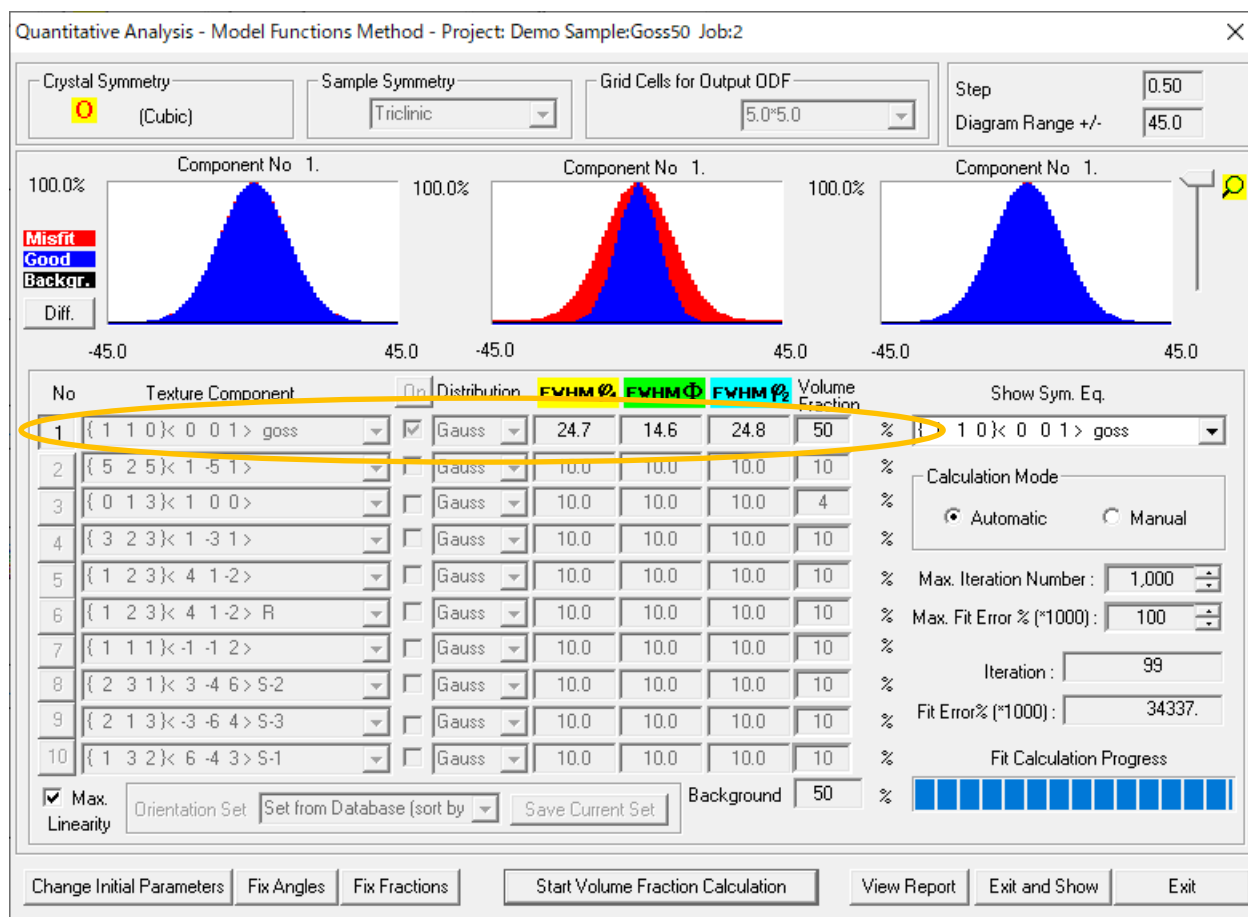 Quantitative Analysis - Model Functions Method - Project: Demo Sample:Goss50 Job:2
Crystal Symmetry
O (Cubic)
Sample Symmetry
Triclinic
Grid Cells for Output ODF
5.0*5.0
Step 0.50
Diagram Range +/- 45.0
Component No 1.
Component No 1.
Component No 1.
100.0%
100.0%
100.0%
Misfit
Good
Backgr.
Diff.
-45.0 45.0 -45.0 45.0 -45.0 45.0
No Texture Component On Distribution FWHM φ1 FWHM Φ FWHM φ2 Volume Fraction Show Sym. Eq.
1 { 1 1 0}< 0 0 1> goss Gauss 24.7 14.6 24.8 50 % { 1 1 0}< 0 0 1> goss
2 { 5 2 5}< 1 -5 1> Gauss 10.0 10.0 10.0 10 %
3 { 0 1 3}< 1 0 0> Gauss 10.0 10.0 10.0 4 %
4 { 3 2 3}< 1 -3 1> Gauss 10.0 10.0 10.0 10 %
5 { 1 2 3}< 4 1 -2> Gauss 10.0 10.0 10.0 10 %
6 { 1 2 3}< 4 1 -2> R Gauss 10.0 10.0 10.0 10 %
7 { 1 1 1}< -1 -1 2> Gauss 10.0 10.0 10.0 10 %
8 { 2 3 1}< 3 -4 6> S-2 Gauss 10.0 10.0 10.0 10 %
9 { 2 1 3}< -3 -6 4> S-3 Gauss 10.0 10.0 10.0 10 %
10 { 1 3 2}< 6 -4 3> S-1 Gauss 10.0 10.0 10.0 10 %
Calculation Mode
Automatic Manual
Max. Iteration Number : 1,000
Max. Fit Error % (*1000) : 100
Iteration : 99
Fit Error% (*1000) : 34337.
Fit Calculation Progress
Max. Linearity
Orientation Set Set from Database (sort by Save Current Set
Background 50 %
Change Initial Parameters Fix Angles Fix Fractions Start Volume Fraction Calculation View Report Exit and Show Exit